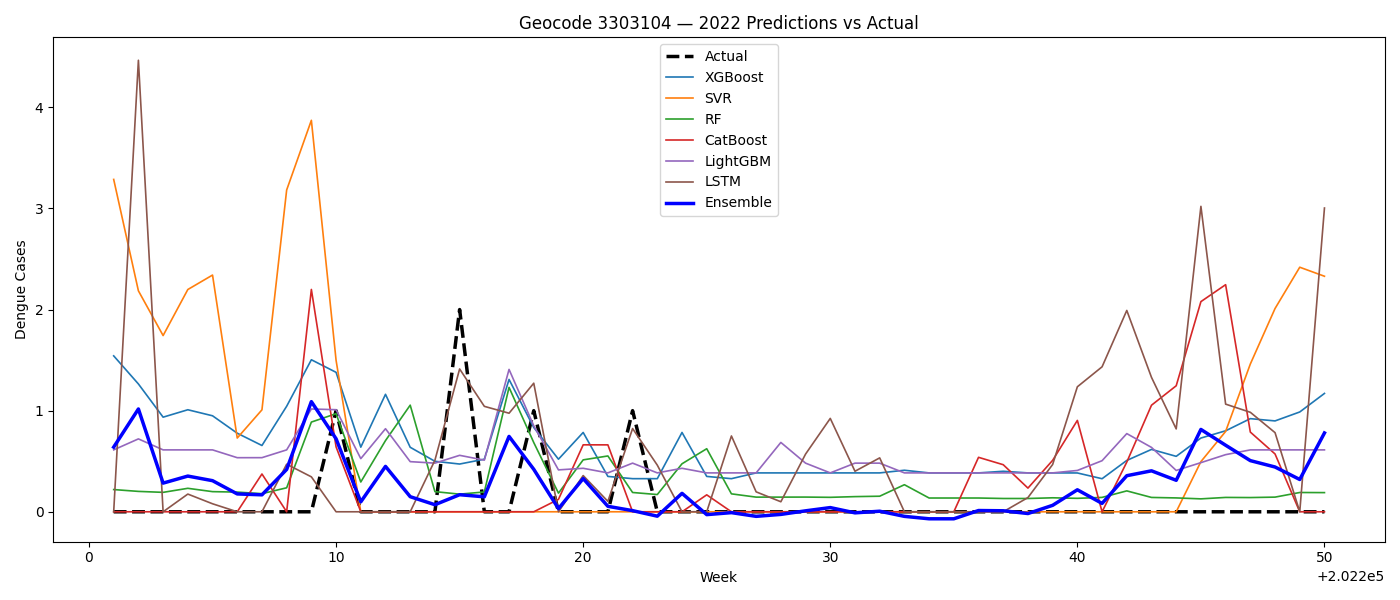 Geocode 3303104 — 2022 Predictions vs Actual
Dengue Cases
4
3
2
1
0
Actual
XGBoost
SVR
RF
CatBoost
LightGBM
LSTM
Ensemble
0 10 20 30 40 50
Week
+2.022e5